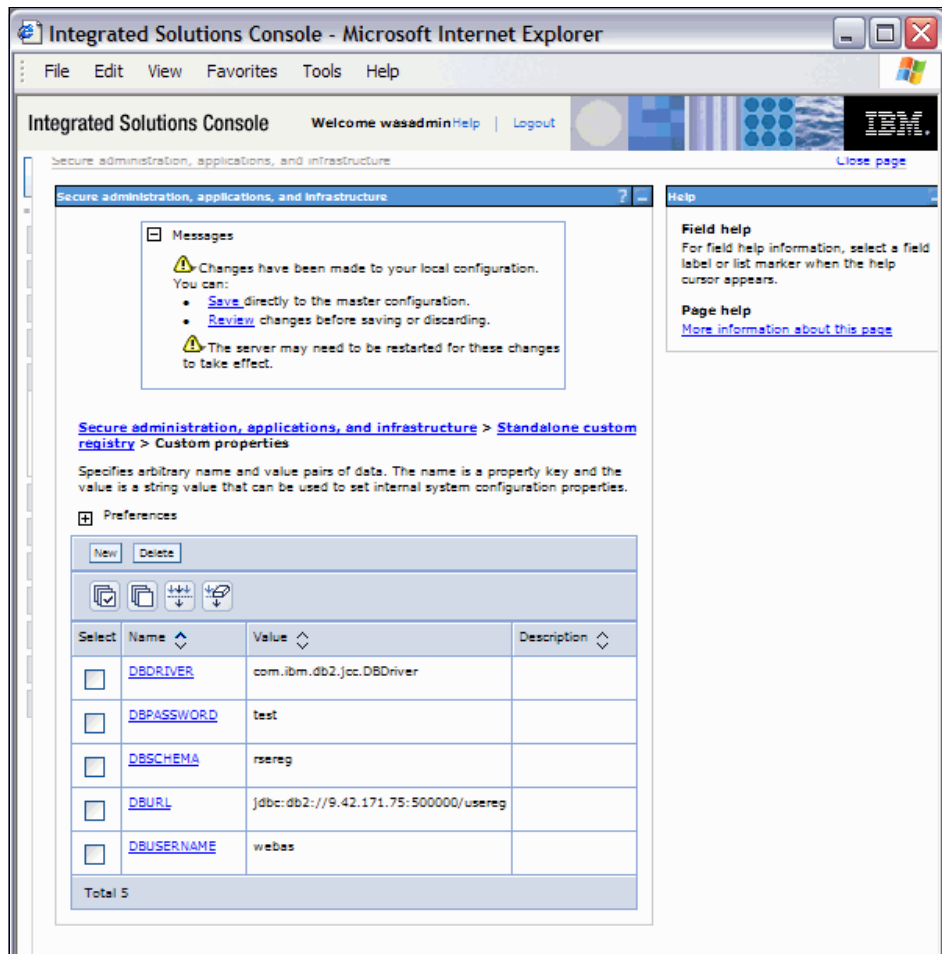 Integrated Solutions Console - Microsoft Internet Explorer
File Edit View Favorites Tools Help
Integrated Solutions Console Welcome wasadmin Help | Logout IBM.
Secure administration, applications, and infrastructure Close page
Secure administration, applications, and infrastructure ? -
Messages
Changes have been made to your local configuration.
You can:
• Save directly to the master configuration.
• Review changes before saving or discarding.
The server may need to be restarted for these changes
to take effect.
Secure administration, applications, and infrastructure > Standalone custom
registry > Custom properties
Specifies arbitrary name and value pairs of data. The name is a property key and the
value is a string value that can be used to set internal system configuration properties.
Preferences
New Delete
Select Name Value Description
DBDRIVER com.ibm.db2.jcc.DBDriver
DBPASSWORD test
DBSCHEMA rsereg
DBURL jdbc:db2://9.42.171.75:500000/usereg
DBUSERNAME webas
Total 5
Help
Field help
For field help information, select a field
label or list marker when the help
cursor appears.
Page help
More information about this page